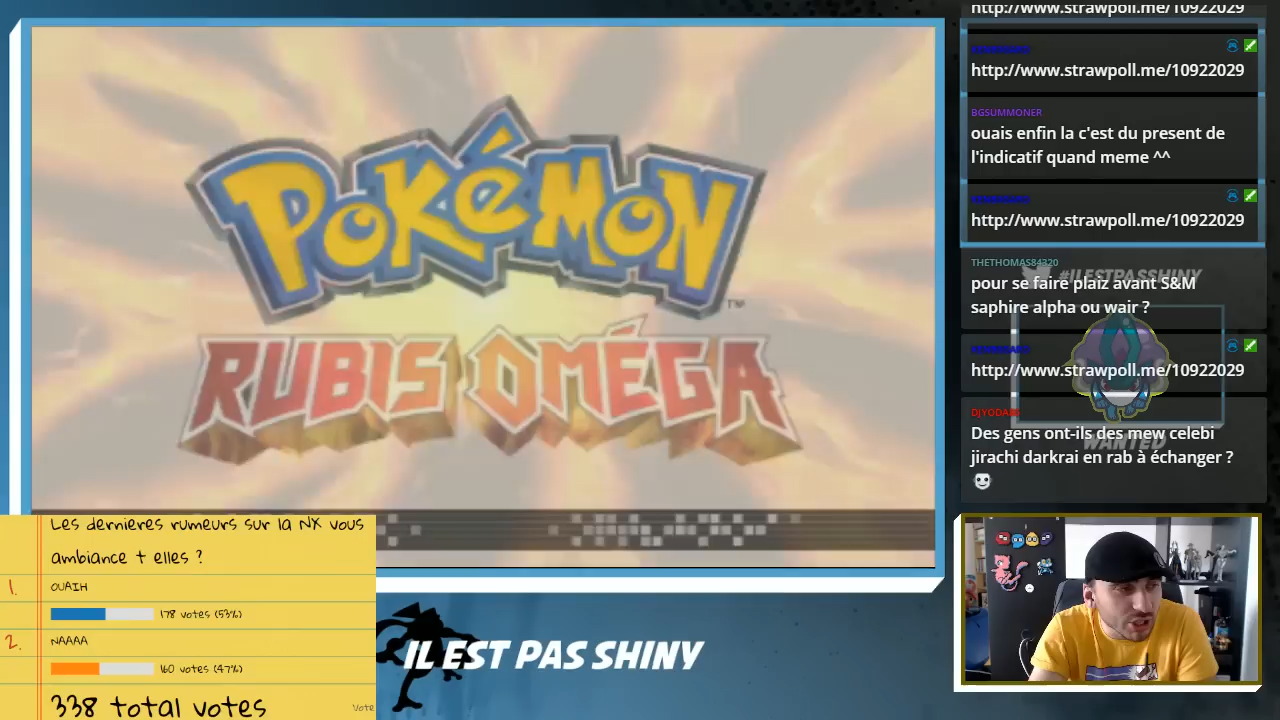 POKéMON
™
RUBIS OMÉGA
http://www.strawpoll.me/10922029
http://www.strawpoll.me/10922029
BGSUMMONER
ouais enfin la c'est du present de
l'indicatif quand meme ^^
http://www.strawpoll.me/10922029
THETHOMAS84320
#ILESTPASSHINY
pour se faire plaiz avant S&M
saphire alpha ou wair ?
http://www.strawpoll.me/10922029
Des gens ont-ils des mew celebi
WANTED
jirachi darkrai en rab à échanger ?
Les dernieres rumeurs sur la NX vous
ambiance t elles ?
1. OUAIH
178 votes (53%)
2. NAAAA
160 votes (47%)
338 total votes
Vote
IL EST PAS SHINY